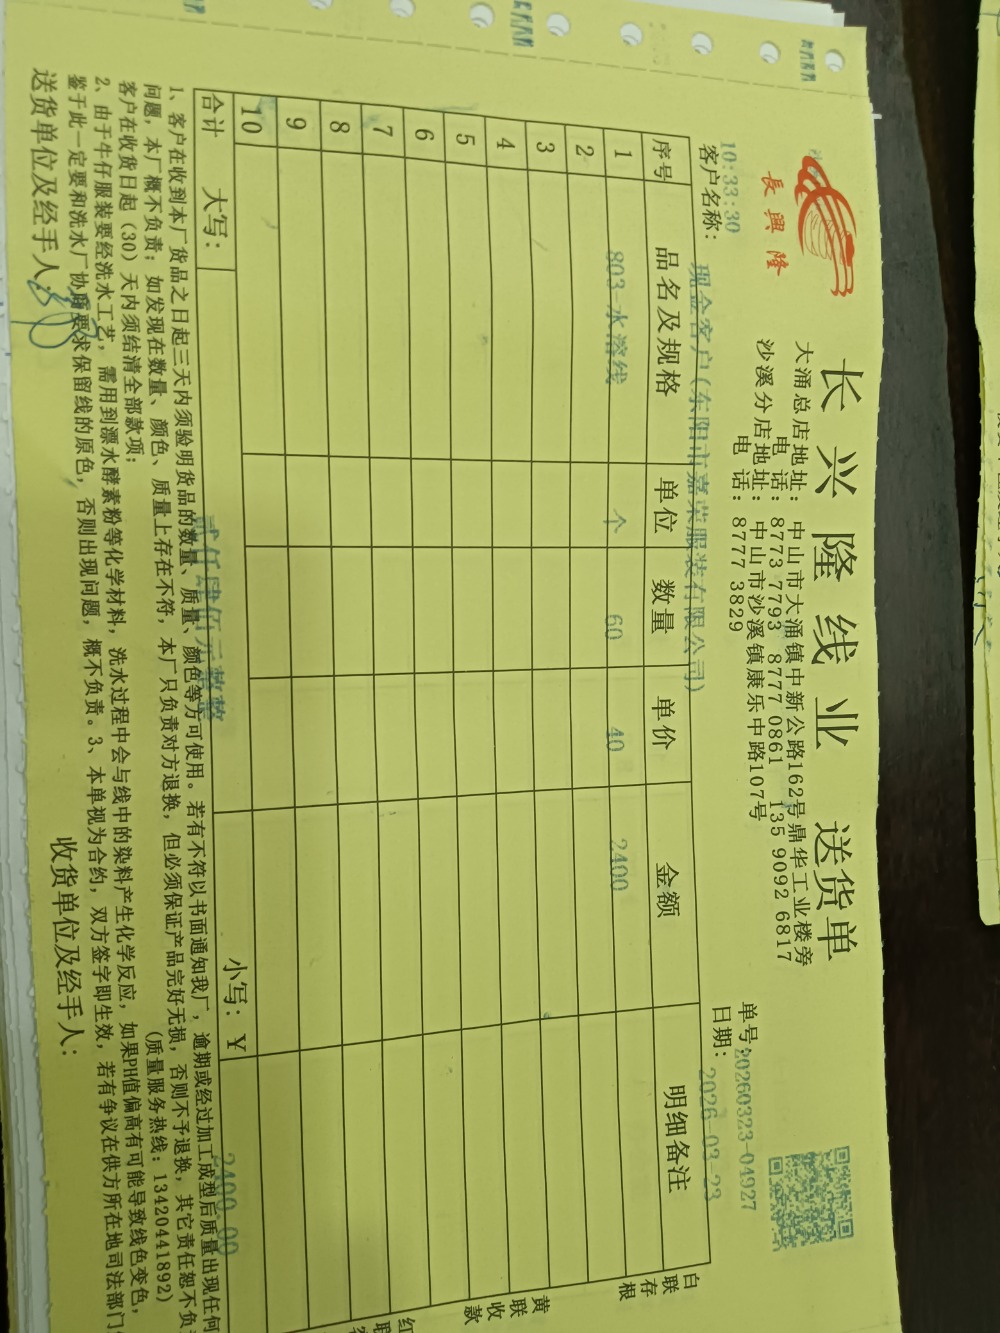 長興隆
长兴隆线业 送货单
大涌总店地址：中山市大涌镇中新公路162号鼎华工业楼旁
电 话：8773 7793 8777 0861 135 9092 6817
沙溪分店地址：中山市沙溪镇康乐中路107号
电 话：8777 3829
单号：20260323-04927
10:33:30
客户名称：现金客户(东阳市嘉荣服装有限公司)
日期：2026-03-23
序号 品名及规格 单位 数量 单价 金额 明细备注
1 803-水溶线 个 60 40 2400
2
3
4
5
6
7
8
9
10
合计 大写：贰仟肆佰元整 小写：￥2400.00
1、客户在收到本厂货品之日起三天内须验明货品的数量、质量、颜色等方可使用。若有不符以书面通知我厂，逾期或经过加工成型后质量出现任何
问题，本厂概不负责；如发现在数量、颜色、质量上存在不符，本厂只负责对方退换，但必须保证产品完好无损，否则不予退换，其它责任恕不负
客户在收货日起（30）天内须结清全部款项； (质量服务热线：13420441892)
2、由于牛仔服装要经洗水工艺，需用到漂水酵素粉等化学材料，洗水过程中会与线中的染料产生化学反应，如果PH值偏高有可能导致线色变色，
鉴于此一定要和洗水厂协商要求保留线的原色，否则出现问题，概不负责。3、本单视为合约，双方签字即生效，若有争议在供方所在地司法部门
送货单位及经手人： 收货单位及经手人：
白联存根
黄联收款
红联